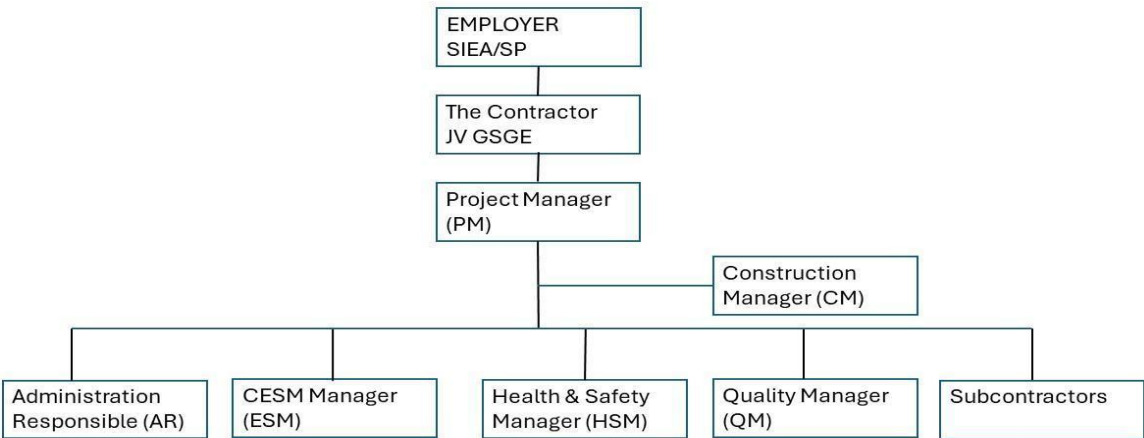 EMPLOYER
SIEA/SP
The Contractor
JV GSGE
Project Manager
(PM)
Construction
Manager (CM)
Administration
Responsible (AR)
CESM Manager
(ESM)
Health & Safety
Manager (HSM)
Quality Manager
(QM)
Subcontractors